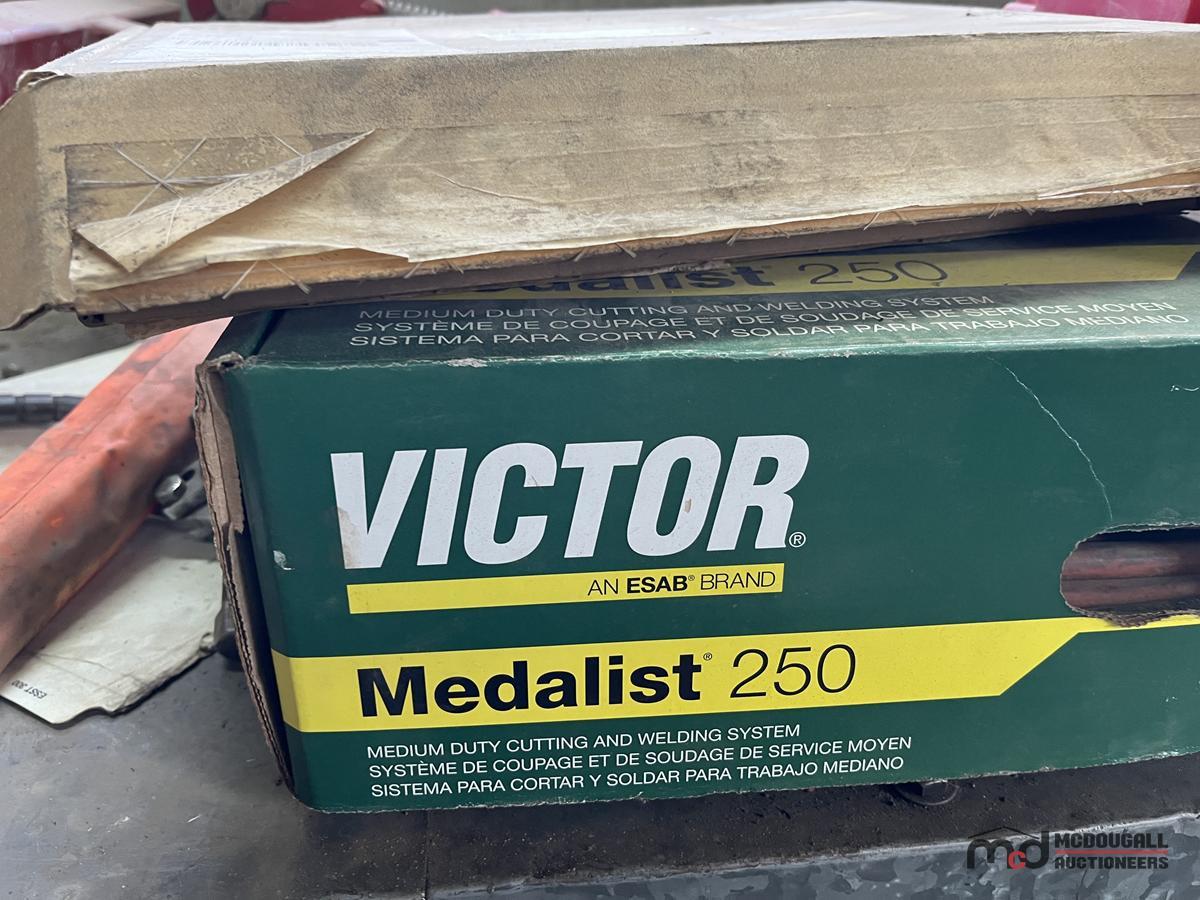 Medalist 250
MEDIUM DUTY CUTTING AND WELDING SYSTEM
SYSTÈME DE COUPAGE ET DE SOUDAGE DE SERVICE MOYEN
SISTEMA PARA CORTAR Y SOLDAR PARA TRABAJO MEDIANO
VICTOR®
AN ESAB® BRAND
Medalist® 250
MEDIUM DUTY CUTTING AND WELDING SYSTEM
SYSTÈME DE COUPAGE ET DE SOUDAGE DE SERVICE MOYEN
SISTEMA PARA CORTAR Y SOLDAR PARA TRABAJO MEDIANO
mcd MCDOUGALL
AUCTIONEERS